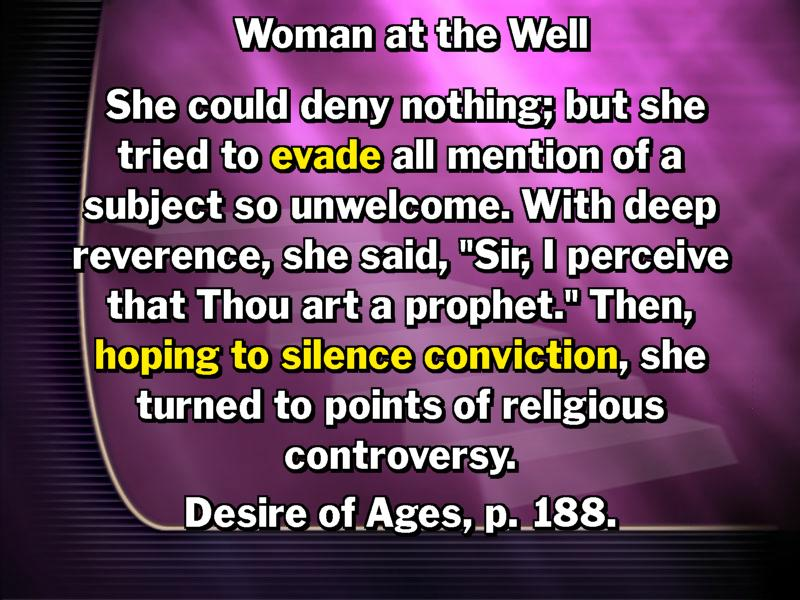 Woman at the Well
She could deny nothing; but she
tried to evade all mention of a
subject so unwelcome. With deep
reverence, she said, "Sir, I perceive
that Thou art a prophet." Then,
hoping to silence conviction, she
turned to points of religious
controversy.
Desire of Ages, p. 188.